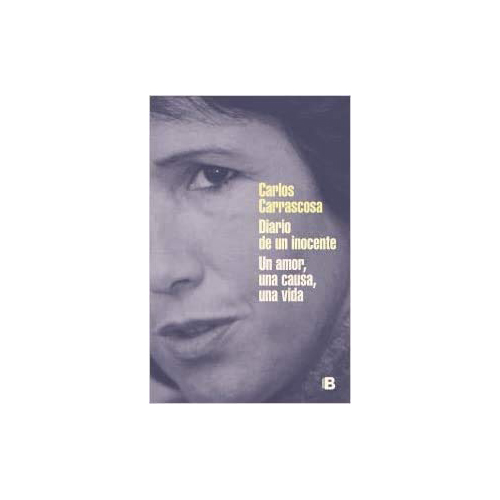 Carlos
Carrascosa
Diario
de un inocente
Un amor,
una causa,
una vida
B